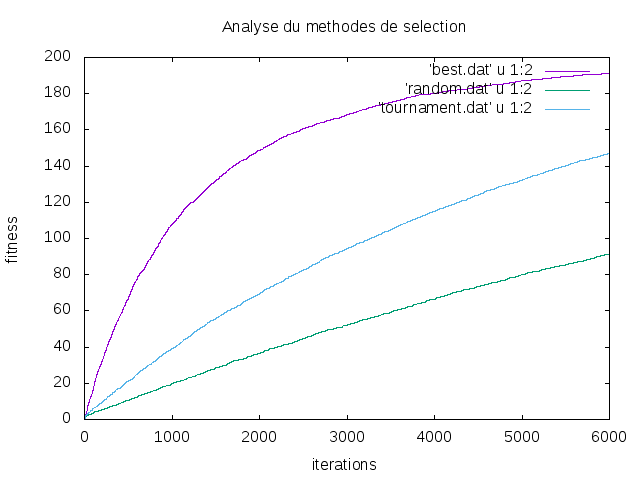 Analyse du methodes de selection
200
180
160
140
120
100
80
60
40
20
0
fitness
'best.dat' u 1:2
'random.dat' u 1:2
'tournament.dat' u 1:2
0 1000 2000 3000 4000 5000 6000
iterations